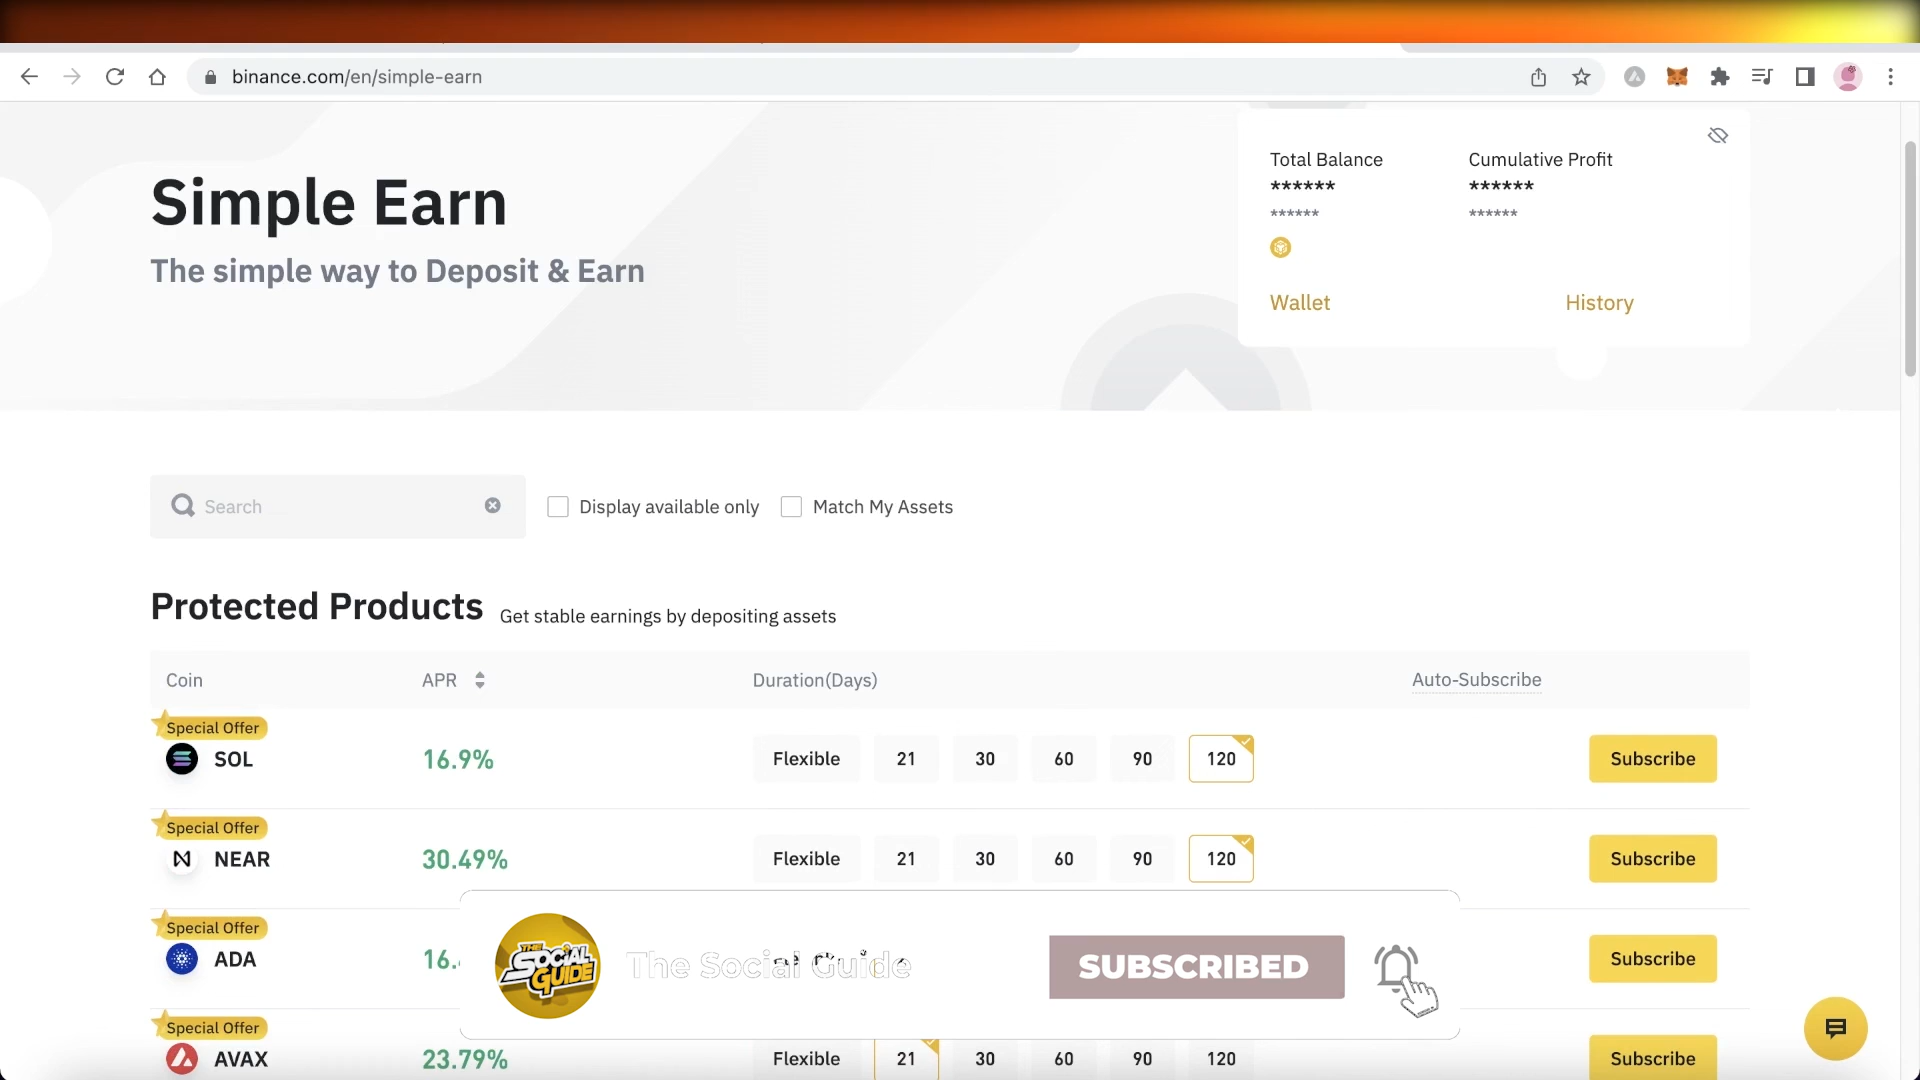 binance.com/en/simple-earn
Total Balance Cumulative Profit
****** ******
****** ******
Simple Earn
The simple way to Deposit & Earn
Wallet History
Search Display available only Match My Assets
Protected Products Get stable earnings by depositing assets
Coin APR Duration(Days) Auto-Subscribe
Special Offer
SOL 16.9% Flexible 21 30 60 90 120 Subscribe
Special Offer
NEAR 30.49% Flexible 21 30 60 90 120 Subscribe
Special Offer
ADA 16. THE SOCIAL GUIDE The Social Guide SUBSCRIBED Subscribe
Special Offer
AVAX 23.79% Flexible 21 30 60 90 120 Subscribe